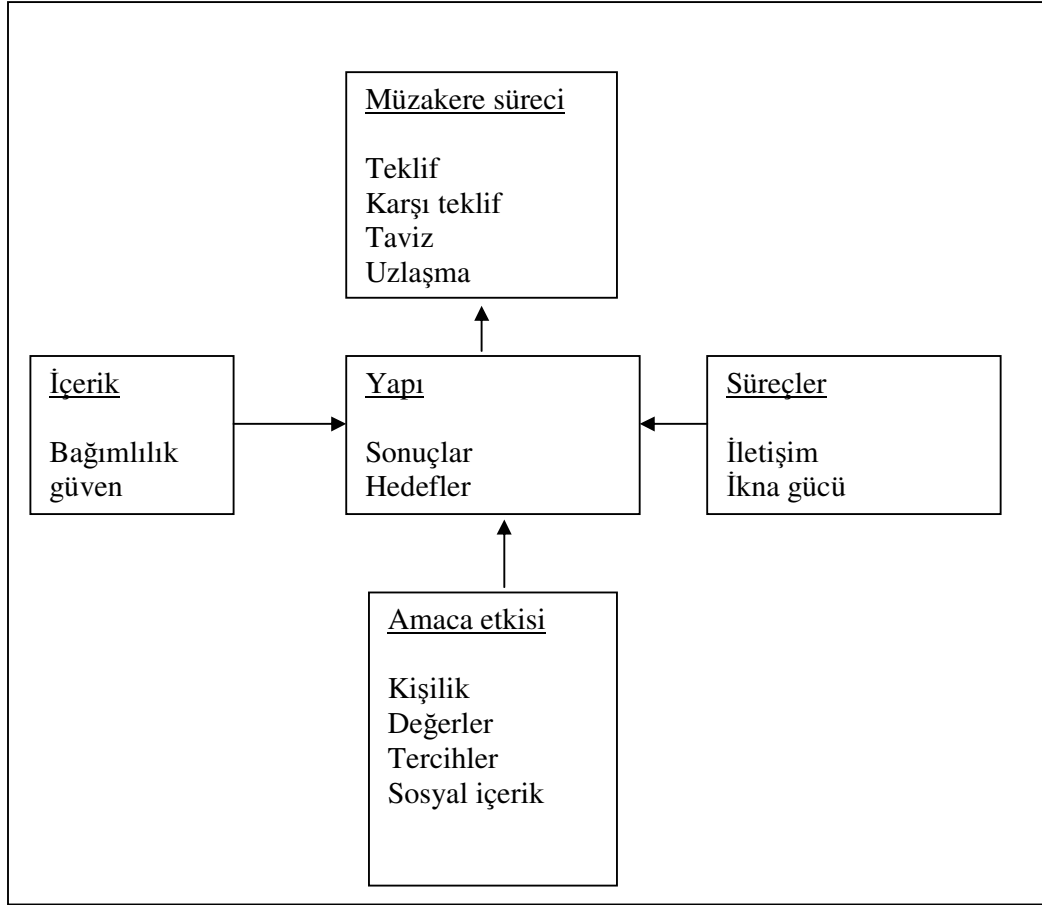 Müzakere süreci
Teklif
Karşı teklif
Taviz
Uzlaşma
İçerik
Bağımlılık
güven
Yapı
Sonuçlar
Hedefler
Süreçler
İletişim
İkna gücü
Amaca etkisi
Kişilik
Değerler
Tercihler
Sosyal içerik